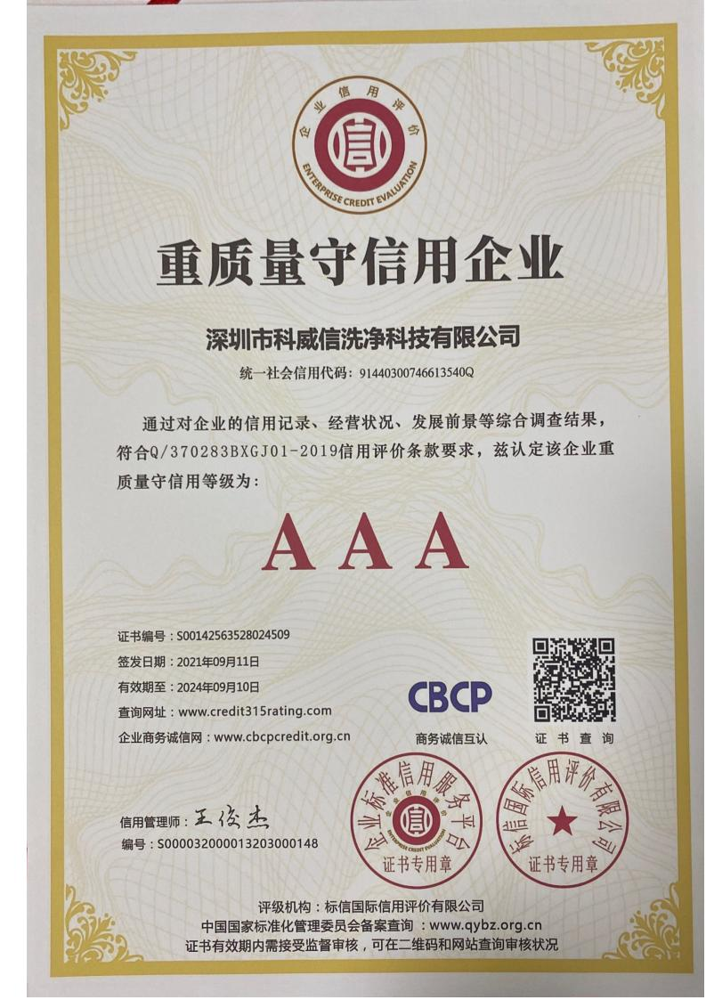 企业信用评价
信
ENTERPRISE CREDIT EVALUATION
重质量守信用企业
深圳市科威信洗净科技有限公司
统一社会信用代码：91440300746613540Q
通过对企业的信用记录、经营状况、发展前景等综合调查结果，
符合Q/370283BXGJ01-2019信用评价条款要求，兹认定该企业重
质量守信用等级为：
AAA
证书编号：S00142563528024509
签发日期：2021年09月11日
有效期至：2024年09月10日
查询网址：www.credit315rating.com
企业商务诚信网：www.cbcpcredit.org.cn
CBCP
商务诚信互认
证书查询
信用管理师：王俊杰
编号：S000032000013203000148
企业标准信用服务平台
企业信用评价
信
ENTERPRISE CREDIT EVALUATION
证书专用章
标信国际信用评价有限公司
证书专用章
评级机构：标信国际信用评价有限公司
中国国家标准化管理委员会备案查询：www.qybz.org.cn
证书有效期内需接受监督审核，可在二维码和网站查询审核状况